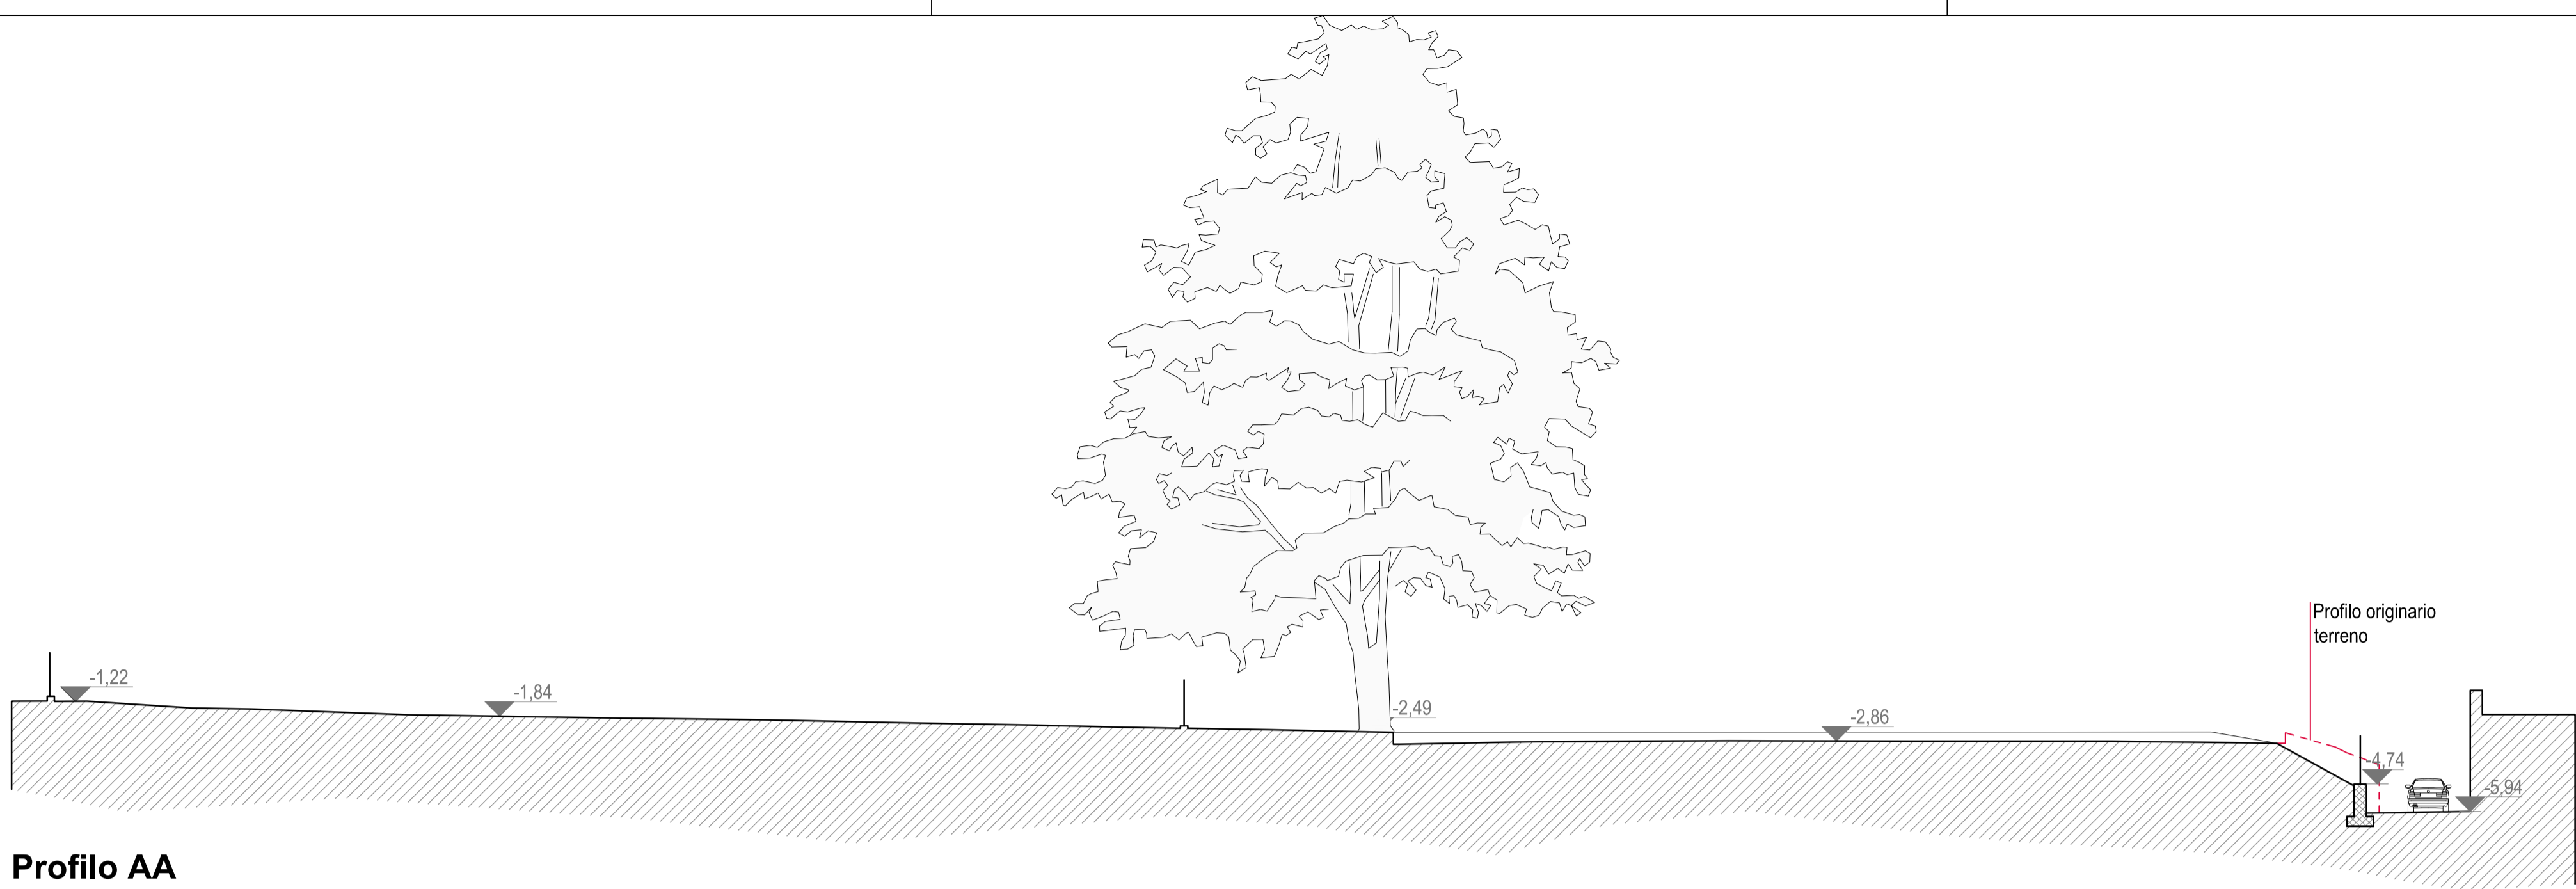 Profilo originario
terreno
-1,22
-1,84
-2,49
-2,86
-4,74
-5,94
Profilo AA